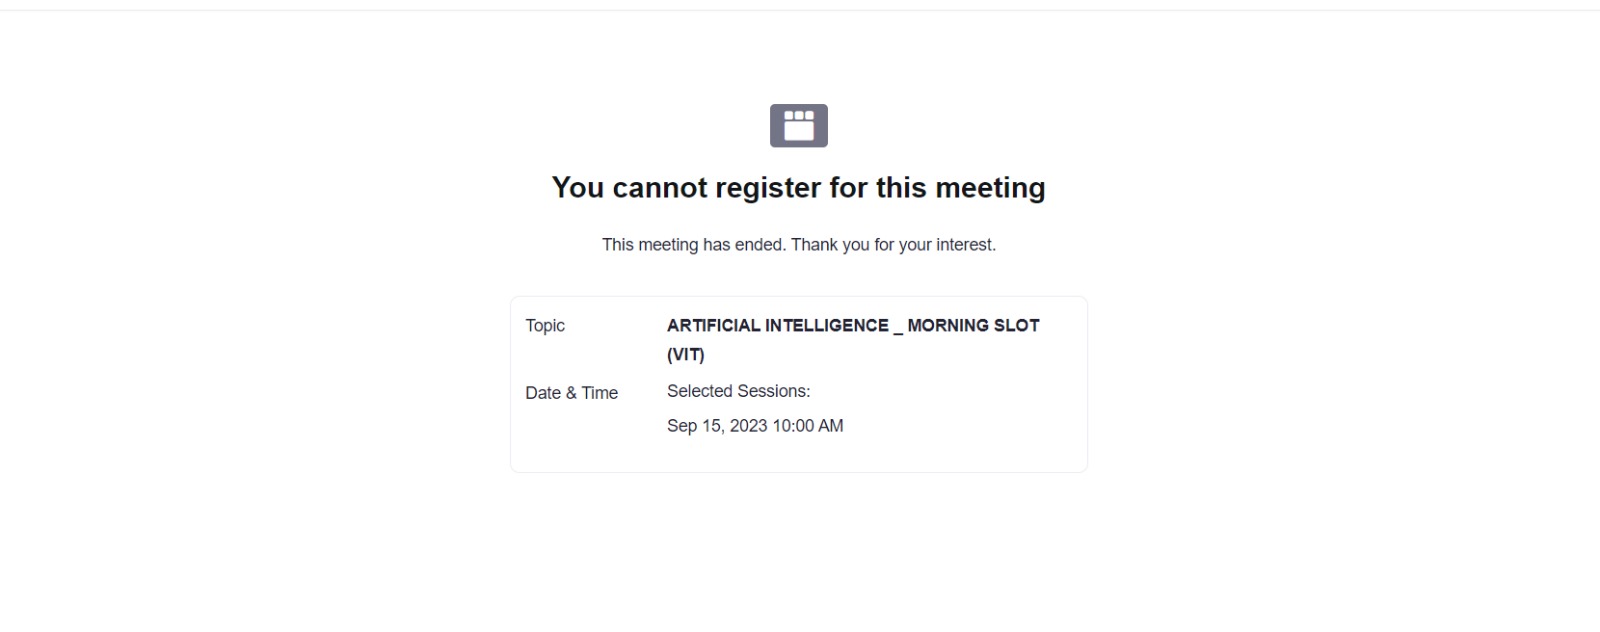 You cannot register for this meeting
This meeting has ended. Thank you for your interest.
Topic
ARTIFICIAL INTELLIGENCE _ MORNING SLOT
(VIT)
Date & Time
Selected Sessions:
Sep 15, 2023 10:00 AM